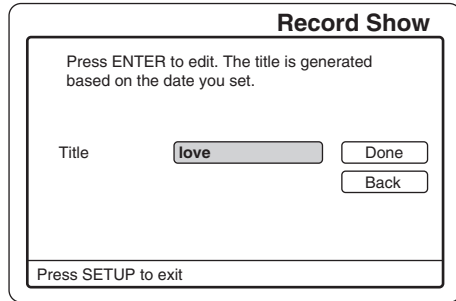 Record Show
Press ENTER to edit. The title is generated
based on the date you set.
Title love Done
Back
Press SETUP to exit